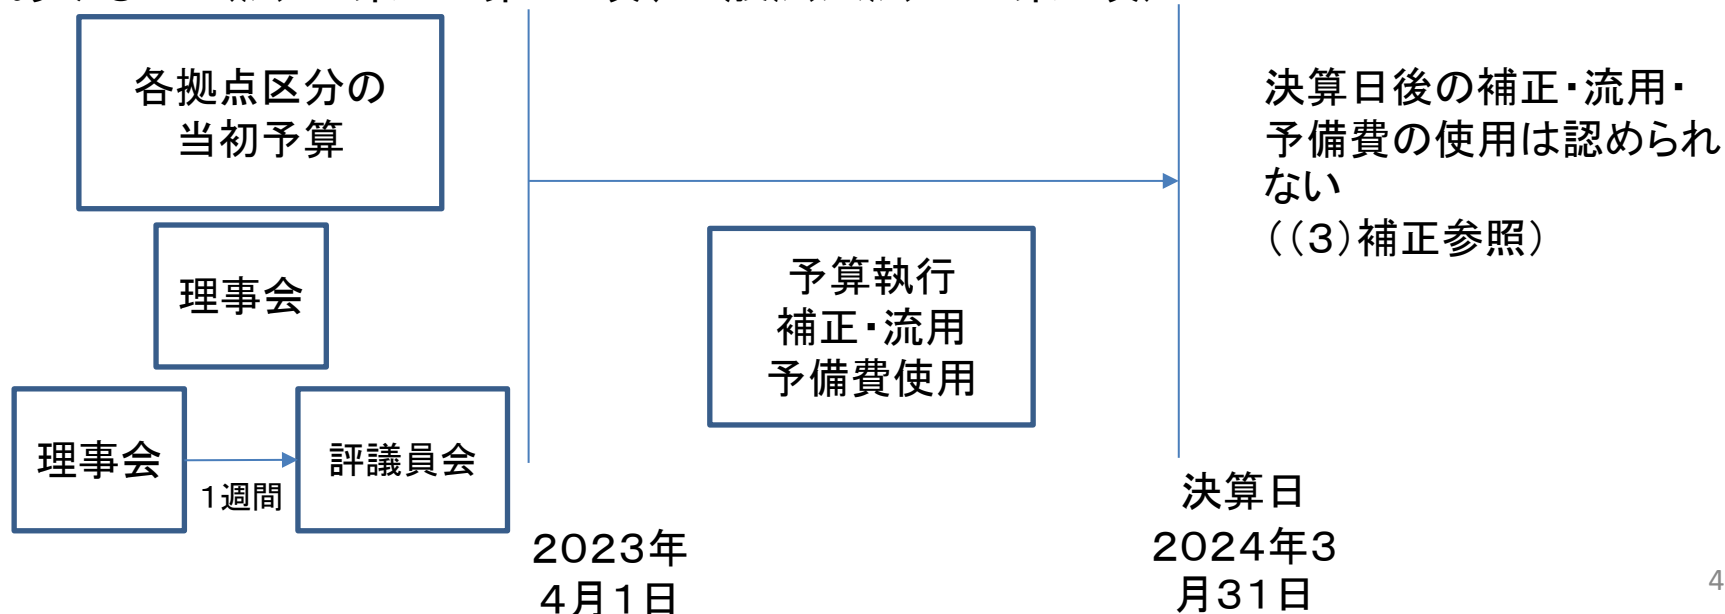 各拠点区分の
当初予算
理事会
理事会
1週間
評議員会
2023年
4月1日
予算執行
補正・流用
予備費使用
決算日
2024年3
月31日
決算日後の補正・流用・
予備費の使用は認められ
ない
((3)補正参照)
4